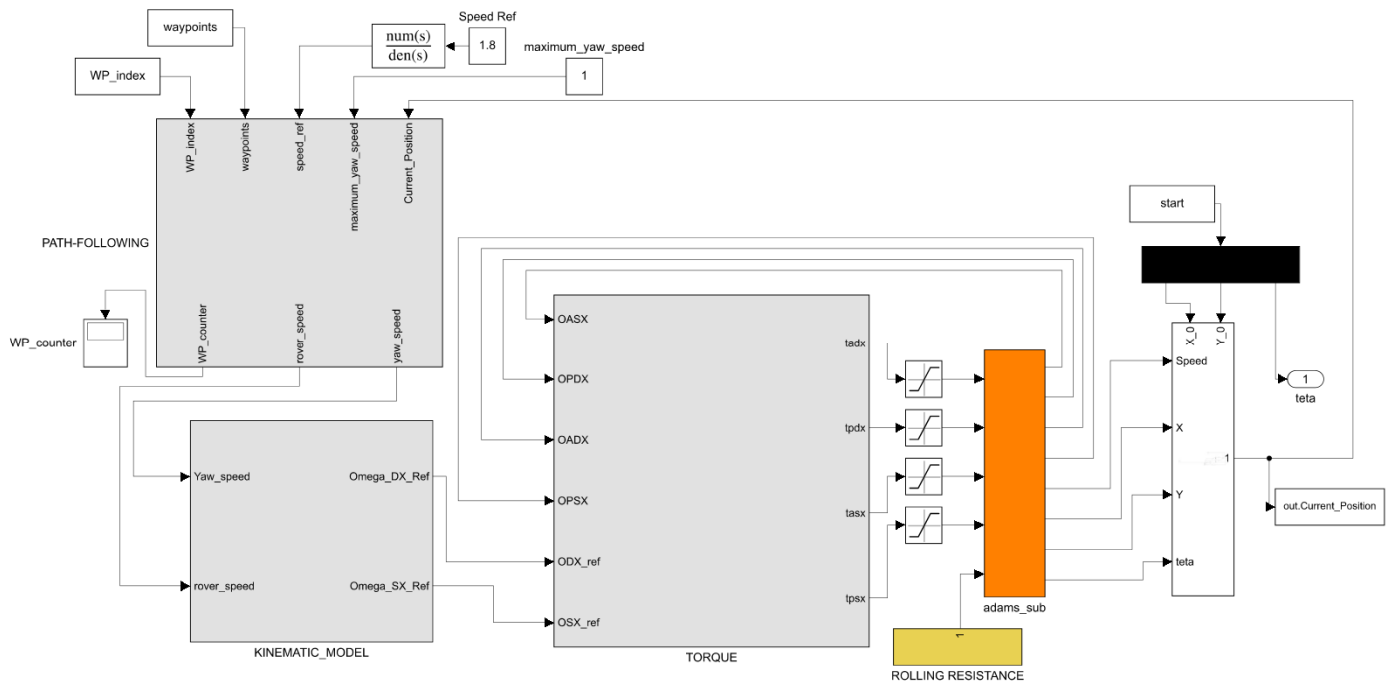 Speed Ref
waypoints
num(s)
den(s)
1.8
maximum_yaw_speed
WP_index
1
WP_index
waypoints
speed_ref
maximum_yaw_speed
Current_Position
start
PATH-FOLLOWING
WP_counter
rover_speed
yaw_speed
WP_counter
X_0
Y_0
OASX
tadx
Speed
1
teta
OPDX
tpdx
OADX
X
1
Yaw_speed
Omega_DX_Ref
OPSX
tasx
Y
out.Current_Position
ODX_ref
teta
rover_speed
Omega_SX_Ref
tpsx
OSX_ref
adams_sub
1
KINEMATIC_MODEL
TORQUE
ROLLING RESISTANCE